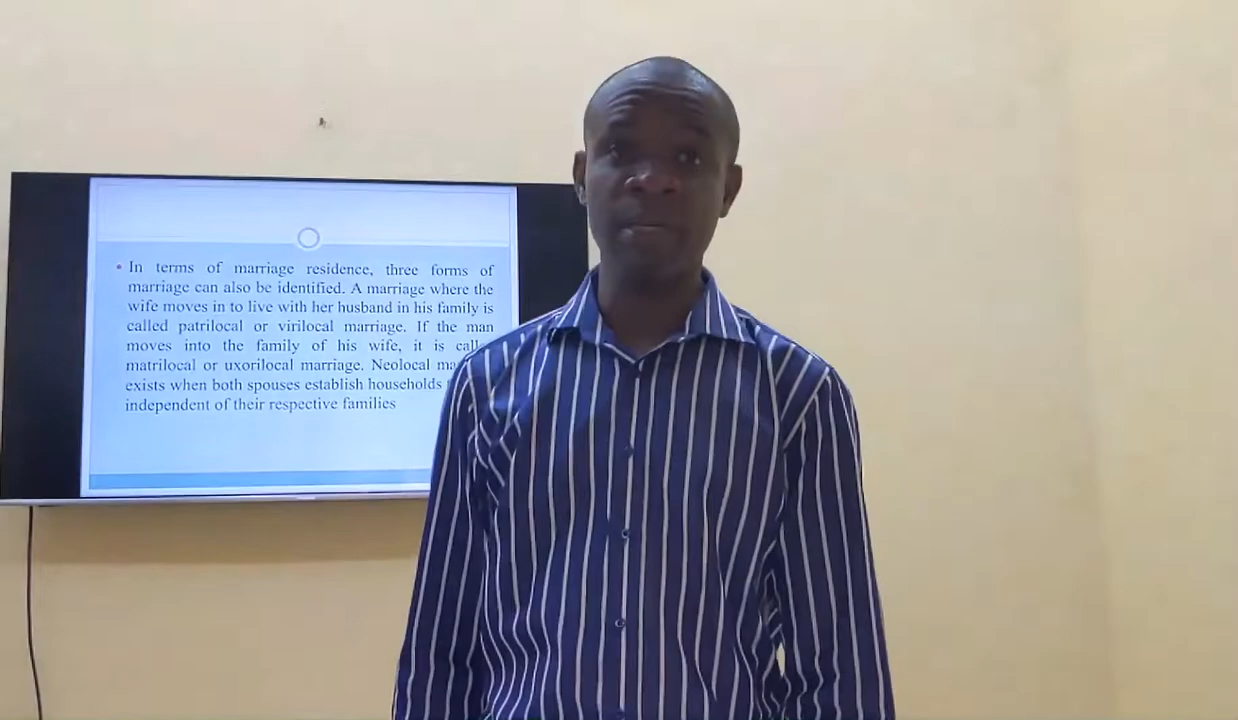 In terms of marriage residence, three forms of
marriage can also be identified. A marriage where the
wife moves in to live with her husband in his family is
called patrilocal or virilocal marriage. If the man
moves into the family of his wife, it is
matrilocal or uxorilocal marriage. Neolocal
exists when both spouses establish households
independent of their respective families